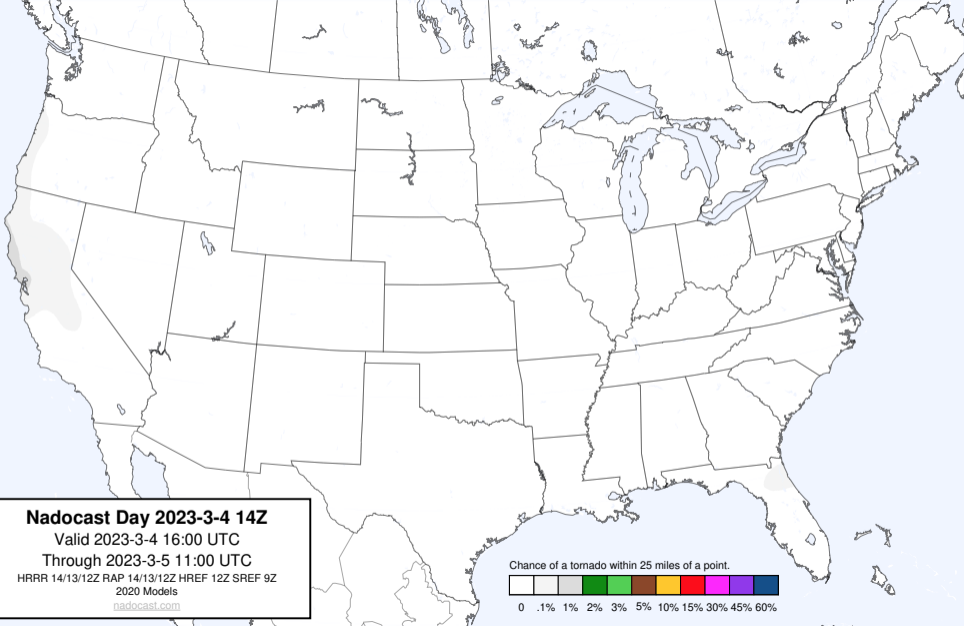 Nadocast Day 2023-3-4 14Z
Valid 2023-3-4 16:00 UTC
Through 2023-3-5 11:00 UTC
HRRR 14/13/12Z RAP 14/13/12Z HREF 12Z SREF 9Z
2020 Models
nadocast.com
Chance of a tornado within 25 miles of a point.
0 .1% 1% 2% 3% 5% 10% 15% 30% 45% 60%